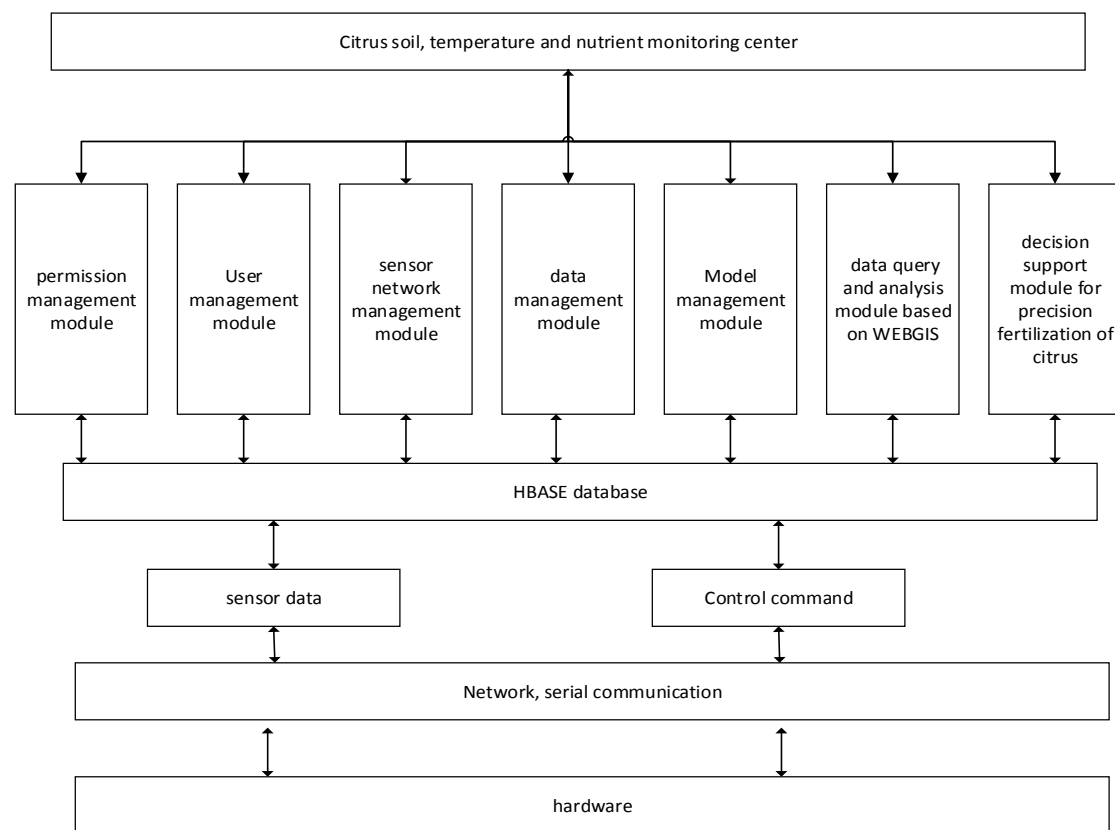 Citrus soil, temperature and nutrient monitoring center
permission
management
module
User
management
module
sensor
network
management
module
data
management
module
Model
management
module
data query
and analysis
module based
on WEBGIS
decision
support
module for
precision
fertilization of
citrus
HBASE database
sensor data
Control command
Network, serial communication
hardware